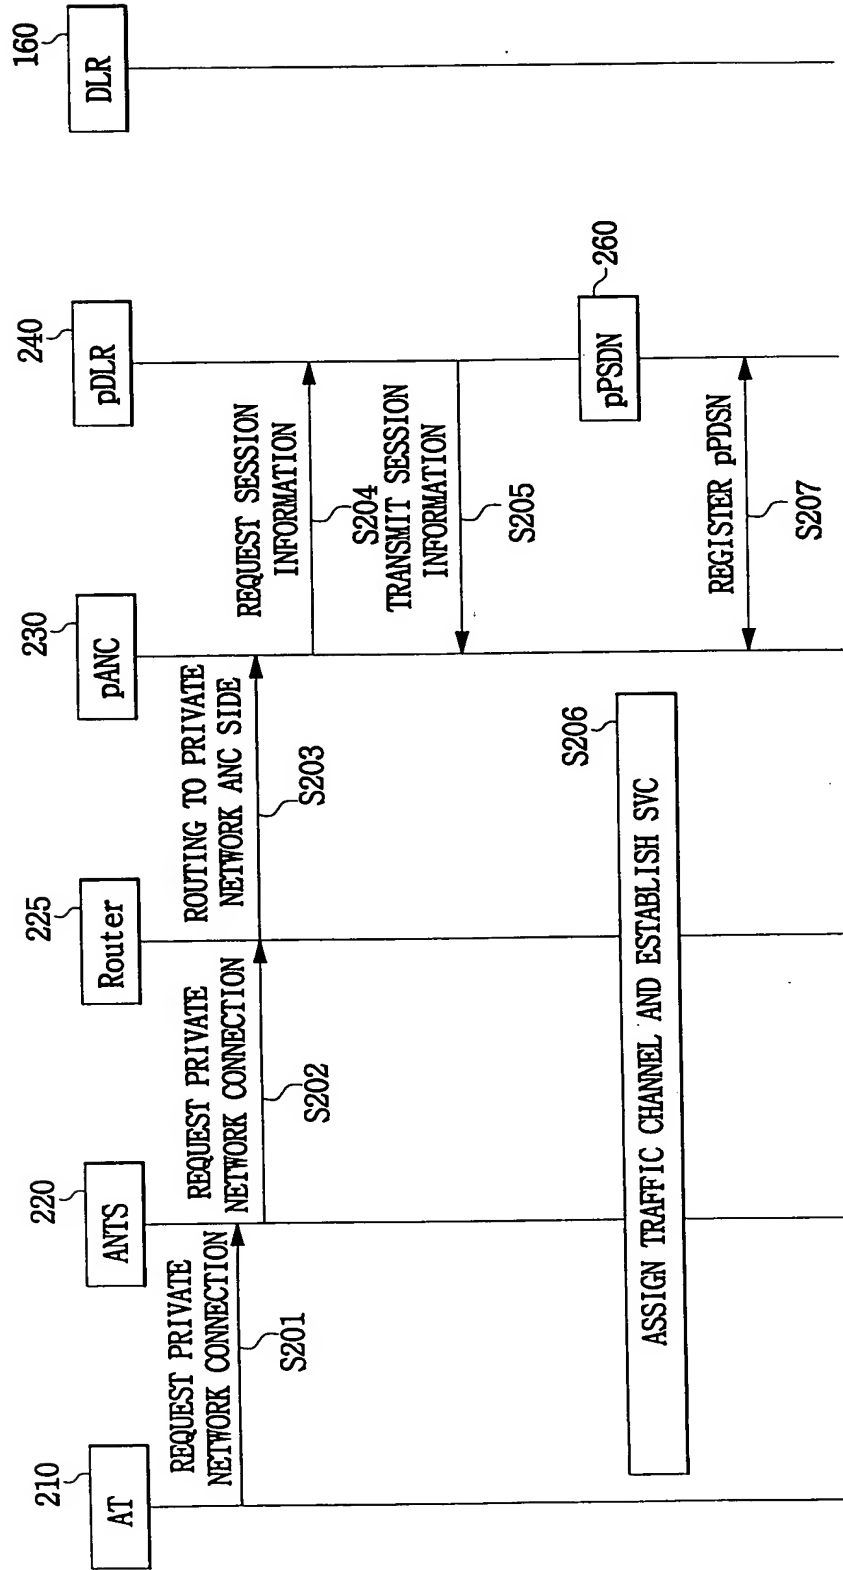 210
AT
220
ANTS
225
Router
230
pANC
240
pDLR
160
DLR
REQUEST PRIVATE
NETWORK CONNECTION
S201
REQUEST PRIVATE
NETWORK CONNECTION
S202
ROUTING TO PRIVATE
NETWORK ANC SIDE
S203
REQUEST SESSION
INFORMATION
S204
TRANSMIT SESSION
INFORMATION
S205
ASSIGN TRAFFIC CHANNEL AND ESTABLISH SVC
S206
pPSDN
260
REGISTER pPDSN
S207